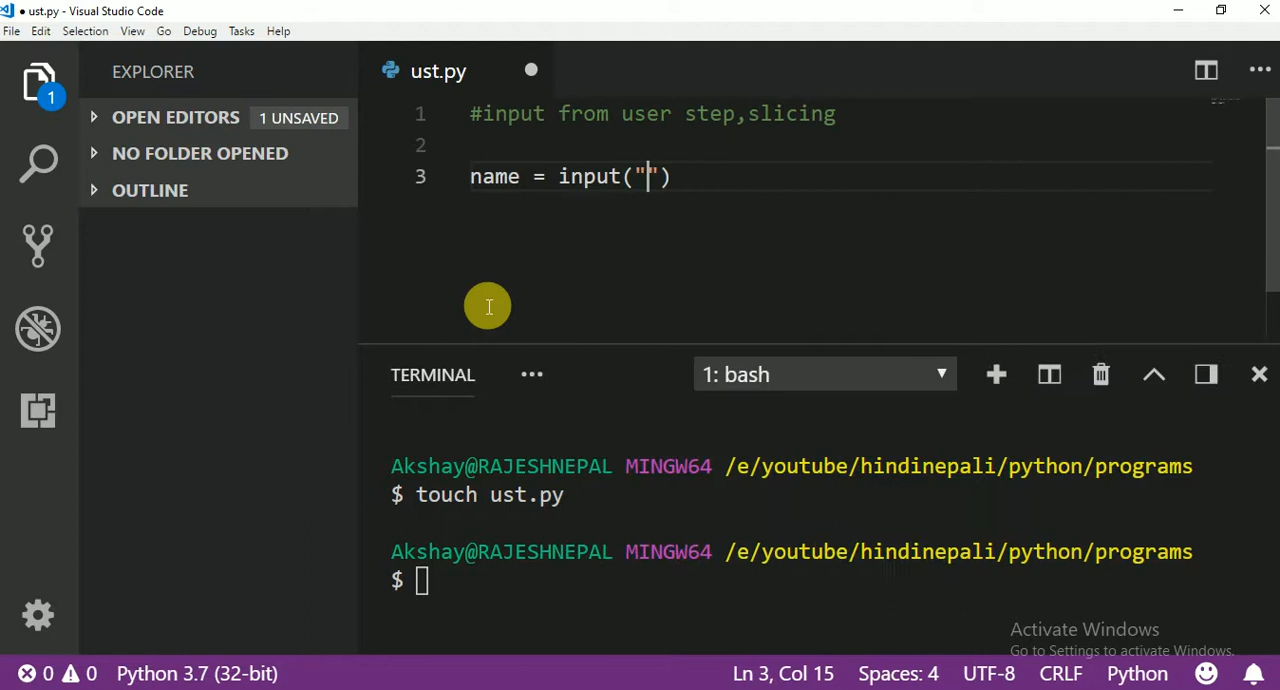 ust.py - Visual Studio Code
File Edit Selection View Go Debug Tasks Help
EXPLORER
1
OPEN EDITORS 1 UNSAVED
NO FOLDER OPENED
OUTLINE
ust.py
1 #input from user step,slicing
2
3 name = input("")
TERMINAL
1: bash
Akshay@RAJESHNEPAL MINGW64 /e/youtube/hindinepali/python/programs
$ touch ust.py
Akshay@RAJESHNEPAL MINGW64 /e/youtube/hindinepali/python/programs
$
Activate Windows
Go to Settings to activate Windows.
0 0 Python 3.7 (32-bit) Ln 3, Col 15 Spaces: 4 UTF-8 CRLF Python